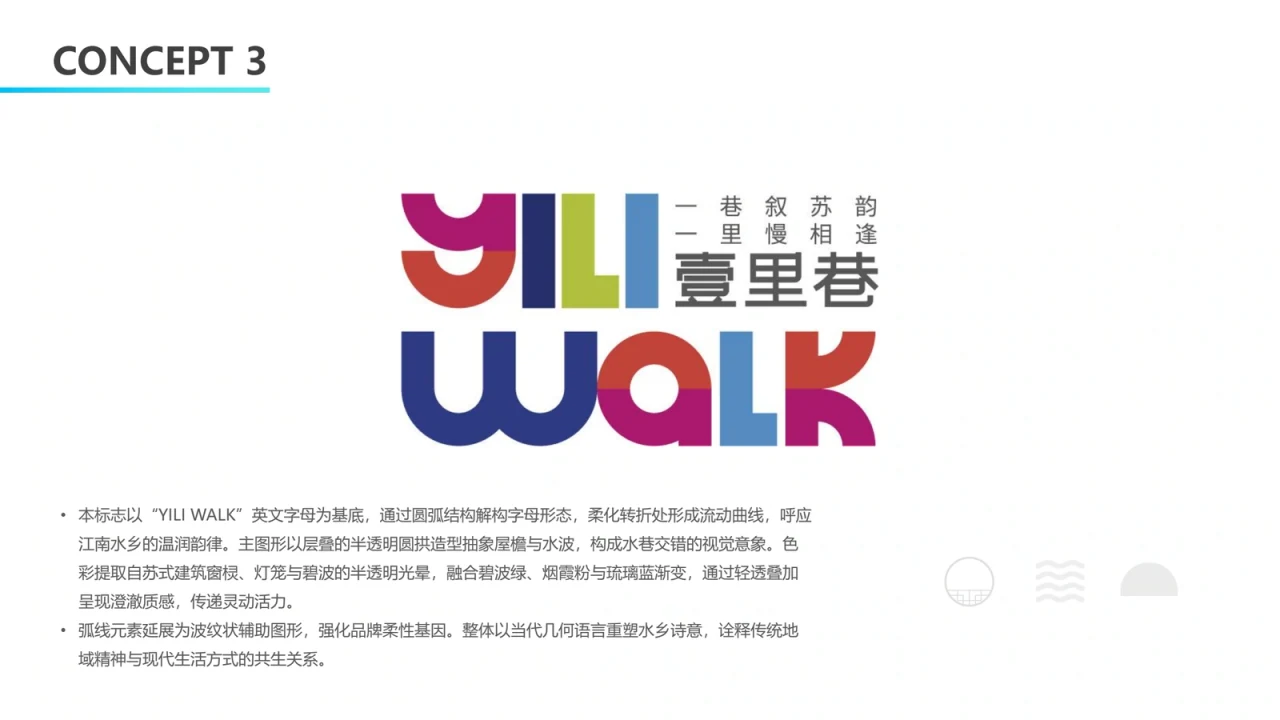 CONCEPT 3
YILI
一巷叙苏韵
一里慢相逢
壹里巷
WALK
• 本标志以“YILI WALK”英文字母为基底，通过圆弧结构解构字母形态，柔化转折处形成流动曲线，呼应
江南水乡的温润韵律。主图形以层叠的半透明圆拱造型抽象屋檐与水波，构成水巷交错的视觉意象。色
彩提取自苏式建筑窗棂、灯笼与碧波的半透明光晕，融合碧波绿、烟霞粉与琉璃蓝渐变，通过轻透叠加
呈现澄澈质感，传递灵动活力。
• 弧线元素延展为波纹状辅助图形，强化品牌柔性基因。整体以当代几何语言重塑水乡诗意，诠释传统地
域精神与现代生活方式的共生关系。